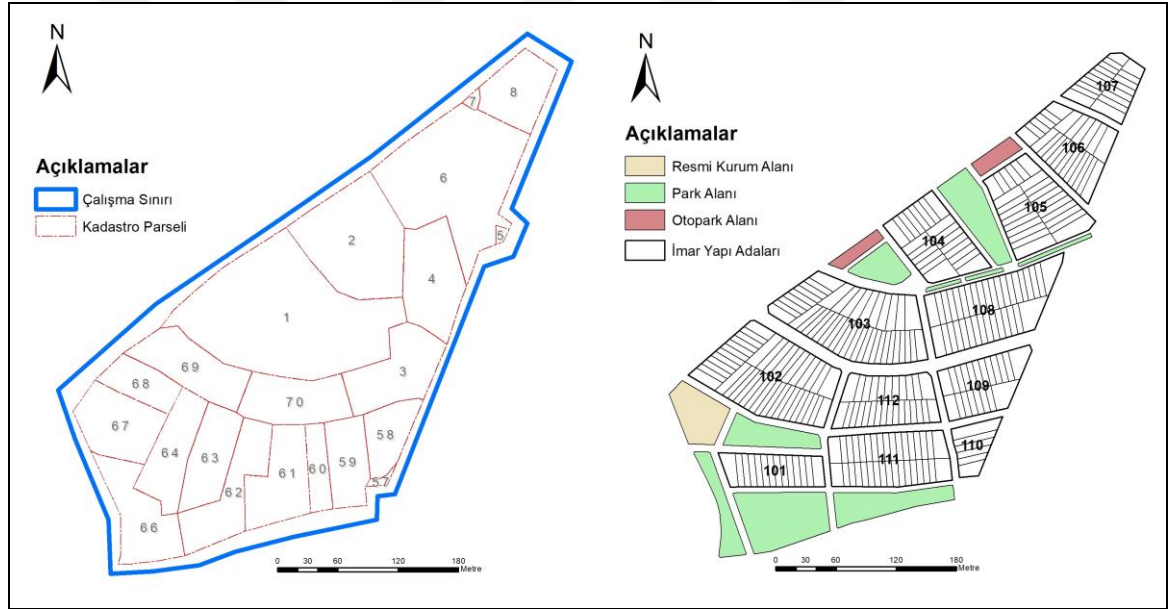 N
Açıklamalar
Çalışma Sınırı
Kadastro Parseli
8
7
6
5
2
4
1
3
69
70
68
67
64
63
62
61
60
59
58
57
66
0 30 60 120 180
Metre
N
Açıklamalar
Resmi Kurum Alanı
Park Alanı
Otopark Alanı
İmar Yapı Adaları
107
106
105
104
103
108
102
112
109
110
101
111
0 30 60 120 180
Metre